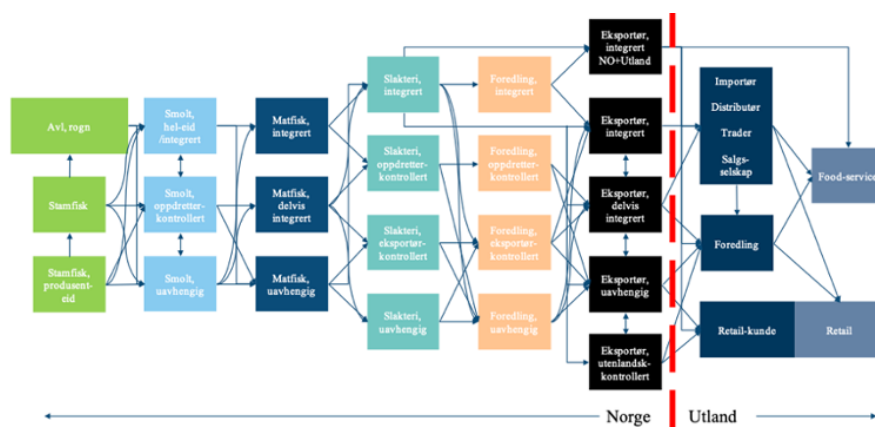 Avl, rogn
Stamfisk
Stamfisk,
produsent-
eid
Smolt,
hel-eid
/integrert
Smolt,
oppdretter-
kontrollert
Smolt,
uavhengig
Matfisk,
integrert
Matfisk,
delvis
integrert
Matfisk,
uavhengig
Slakteri,
integrert
Slakteri,
oppdretter-
kontrollert
Slakteri,
eksportør-
kontrollert
Slakteri,
uavhengig
Foredling,
integrert
Foredling,
oppdretter-
kontrollert
Foredling,
eksportør-
kontrollert
Foredling,
uavhengig
Eksportør,
integrert
NO+Utland
Eksportør,
integrert
Eksportør,
delvis
integrert
Eksportør,
uavhengig
Eksportør,
utenlandsk-
kontrollert
Importør
Distributør
Trader
Salgs-
selskap
Foredling
Retail-kunde
Food-service
Retail
Norge
Utland